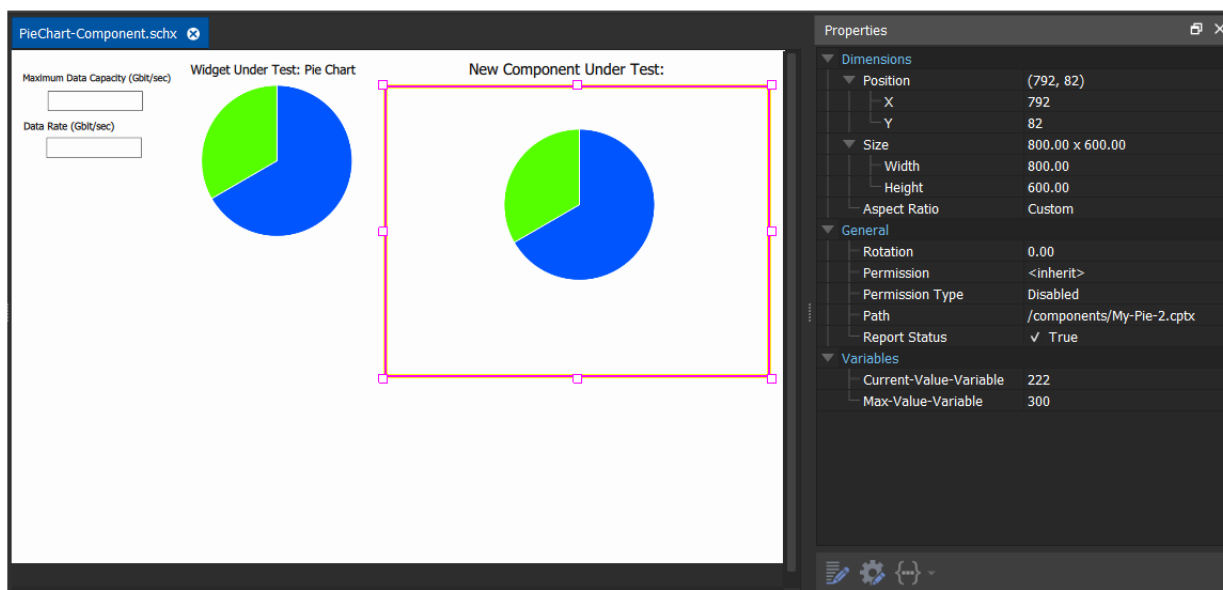 PieChart-Component.schx
Maximum Data Capacity (Gbit/sec)
Data Rate (Gbit/sec)
Widget Under Test: Pie Chart
New Component Under Test:
Properties
Dimensions
Position (792, 82)
X 792
Y 82
Size 800.00 x 600.00
Width 800.00
Height 600.00
Aspect Ratio Custom
General
Rotation 0.00
Permission <inherit>
Permission Type Disabled
Path /components/My-Pie-2.cptx
Report Status ✓ True
Variables
Current-Value-Variable 222
Max-Value-Variable 300